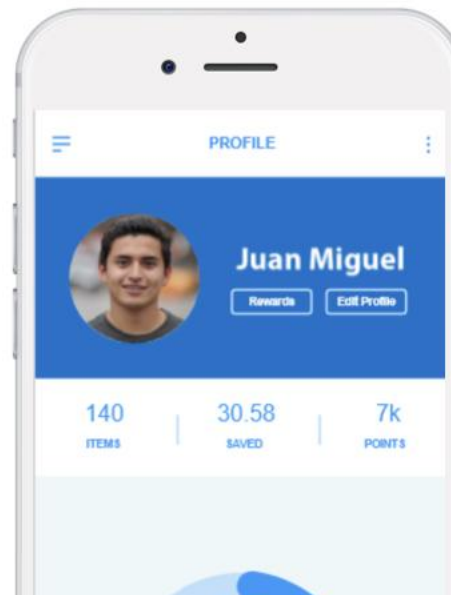 PROFILE
Juan Miguel
Rewards Edit Profile
140 30.58 7k
ITEMS SAVED POINTS